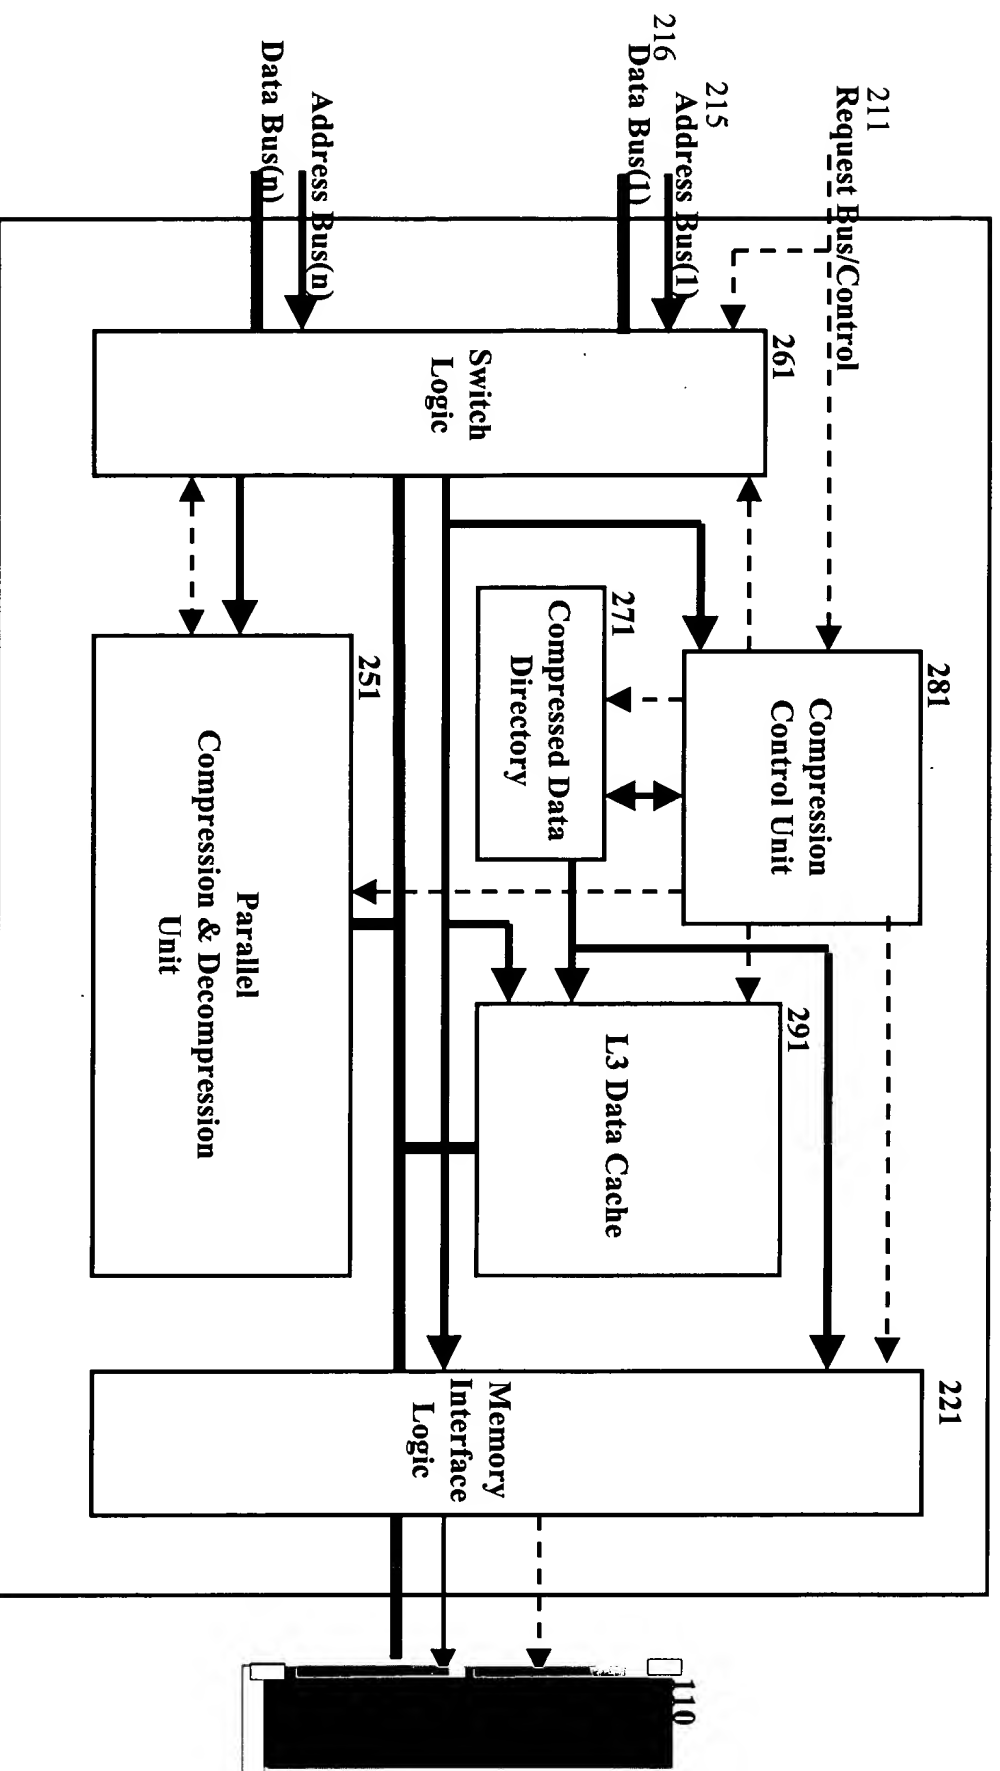 211
Request Bus/Control
215
Address Bus(1)
216
Data Bus(1)
Address Bus(n)
Data Bus(n)
261
Switch
Logic
281
Compression
Control Unit
271
Compressed Data
Directory
251
Parallel
Compression & Decompression
Unit
291
L3 Data Cache
221
Memory
Interface
Logic
110